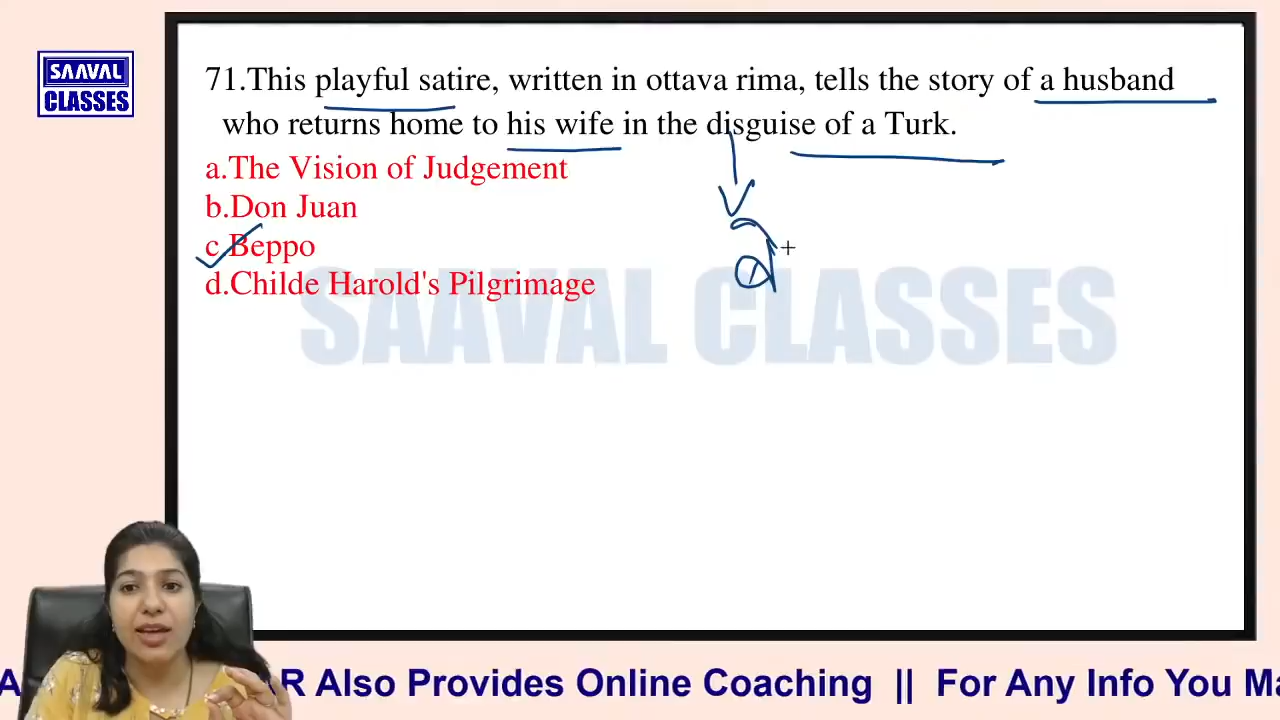 SAAVAL
CLASSES
71.This playful satire, written in ottava rima, tells the story of a husband
who returns home to his wife in the disguise of a Turk.
a.The Vision of Judgement
b.Don Juan
c Beppo
d.Childe Harold's Pilgrimage
SAAVAL CLASSES
AR Also Provides Online Coaching || For Any Info You